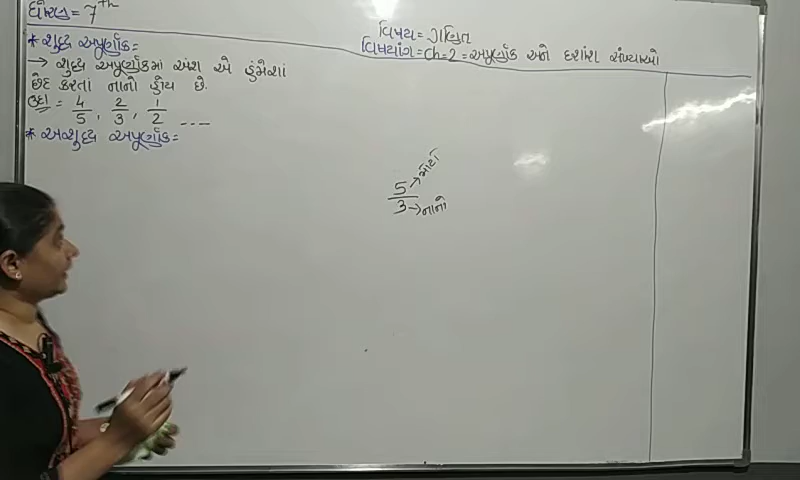 ધોરણ = 7th
વિષય = ગણિત
વિષયાંગ = Ch=2 = અપૂર્ણાંક અને દશાંશ સંખ્યાઓ
* શુદ્ધ અપૂર્ણાંક =
→ શુદ્ધ અપૂર્ણાંકમાં અંશ એ હંમેશાં
છેદ કરતાં નાનો હોય છે.
ઉદા = 4/5, 2/3, 1/2 ---
* અશુદ્ધ અપૂર્ણાંક =
5 → મોટો
3 → નાનો